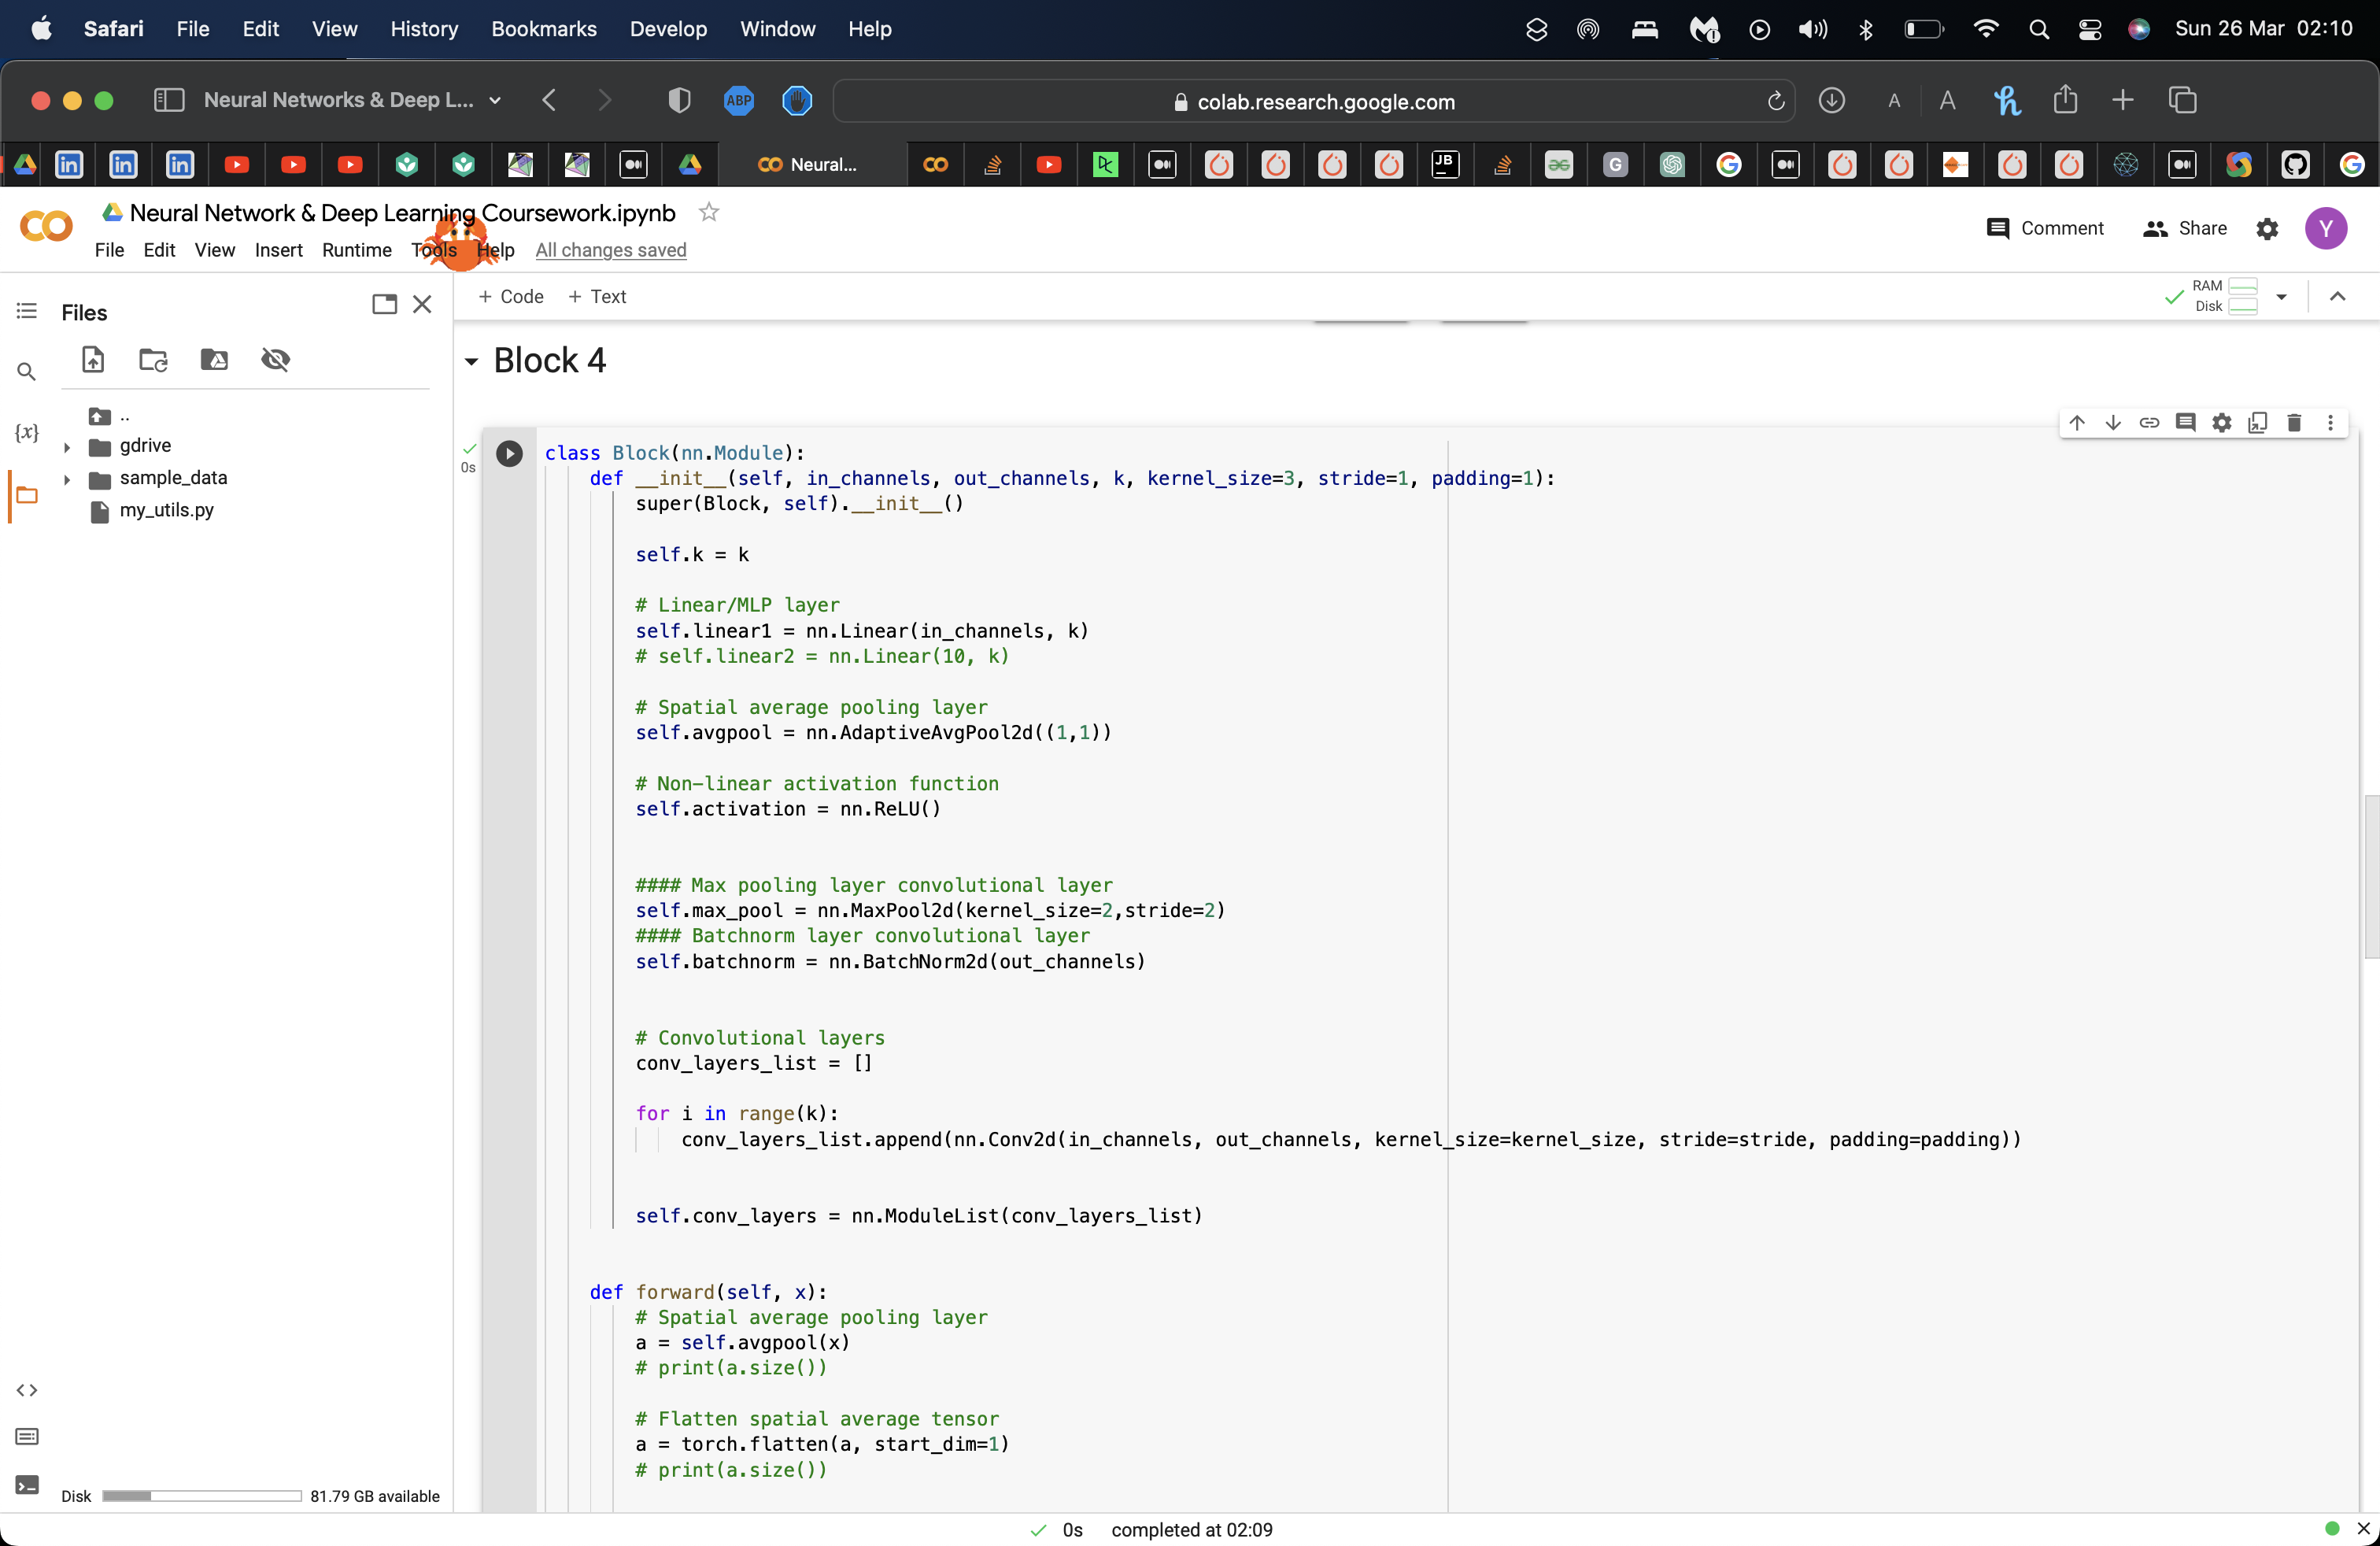 Safari File Edit View History Bookmarks Develop Window Help Sun 26 Mar 02:10
Neural Networks & Deep L... ABP colab.research.google.com A A
Neural... JB G
Neural Network & Deep Learning Coursework.ipynb
File Edit View Insert Runtime Tools Help All changes saved
Comment Share Y
Files
+ Code + Text
RAM
Disk
Block 4
..
gdrive
sample_data
my_utils.py
{x}
0s
class Block(nn.Module):
def __init__(self, in_channels, out_channels, k, kernel_size=3, stride=1, padding=1):
super(Block, self).__init__()
self.k = k
# Linear/MLP layer
self.linear1 = nn.Linear(in_channels, k)
# self.linear2 = nn.Linear(10, k)
# Spatial average pooling layer
self.avgpool = nn.AdaptiveAvgPool2d((1,1))
# Non-linear activation function
self.activation = nn.ReLU()
#### Max pooling layer convolutional layer
self.max_pool = nn.MaxPool2d(kernel_size=2,stride=2)
#### Batchnorm layer convolutional layer
self.batchnorm = nn.BatchNorm2d(out_channels)
# Convolutional layers
conv_layers_list = []
for i in range(k):
conv_layers_list.append(nn.Conv2d(in_channels, out_channels, kernel_size=kernel_size, stride=stride, padding=padding))
self.conv_layers = nn.ModuleList(conv_layers_list)
def forward(self, x):
# Spatial average pooling layer
a = self.avgpool(x)
# print(a.size())
# Flatten spatial average tensor
a = torch.flatten(a, start_dim=1)
# print(a.size())
Disk 81.79 GB available
0s completed at 02:09